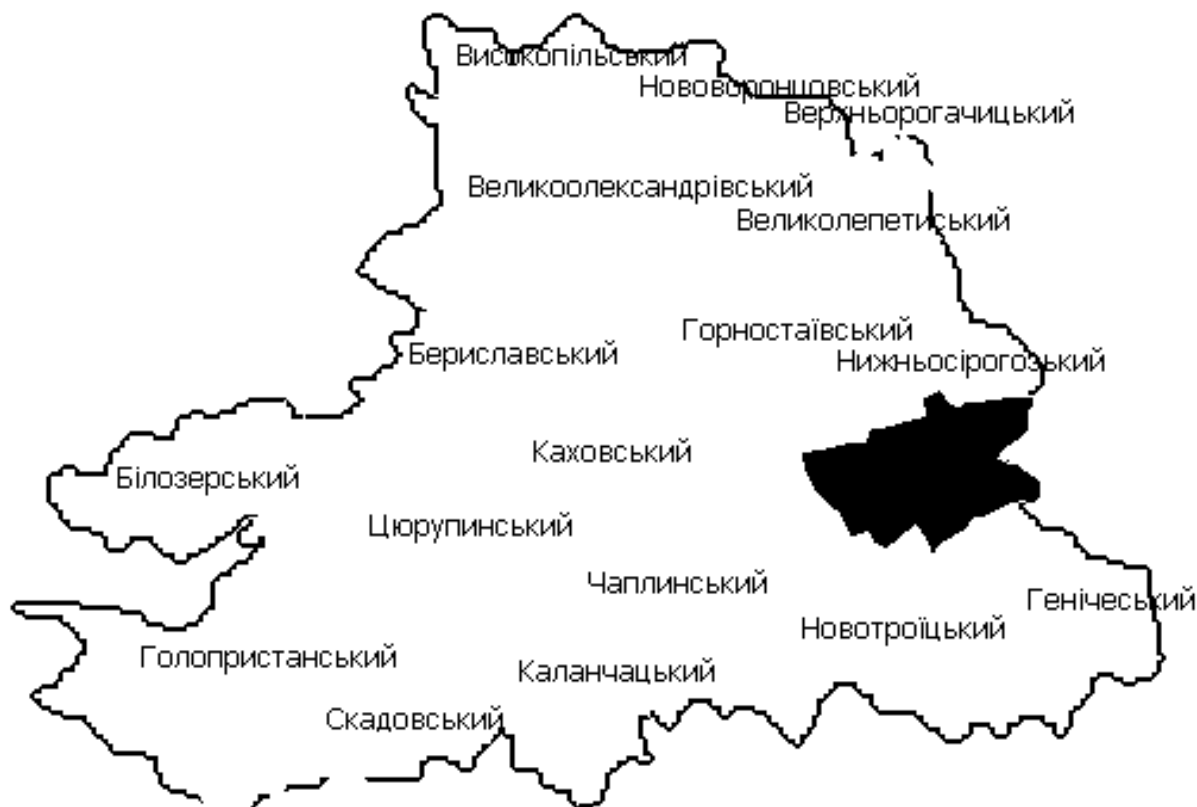 Високопільський
Нововоронцовський
Верхньорогачицький
Великоолександрівський
Великолепетиський
Горностаївський
Бериславський
Нижньосірогозький
Каховський
Білозерський
Цюрупинський
Чаплинський
Генічеський
Новотроїцький
Голопристанський
Каланчацький
Скадовський